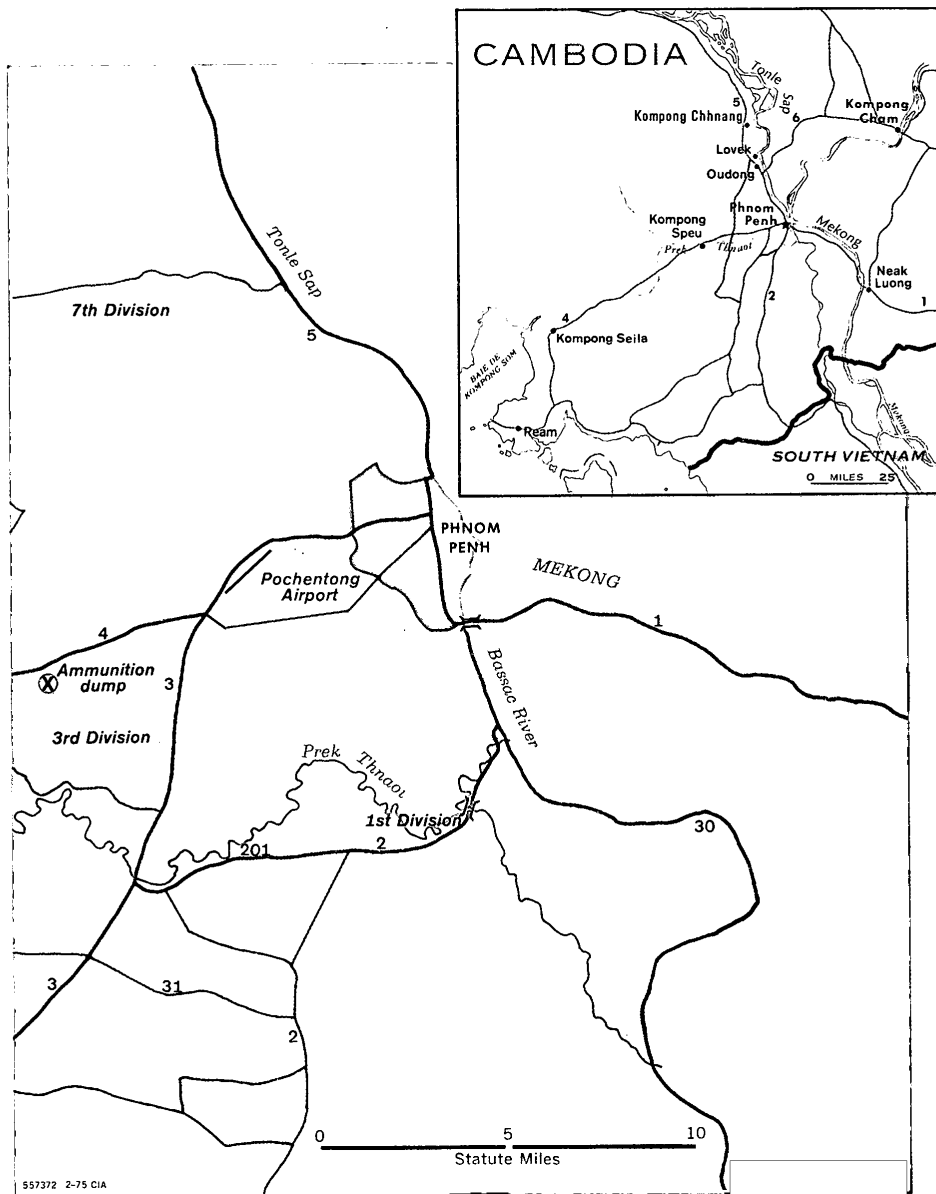 CAMBODIA
Tonle
Sap
5
6
Kompong
Cham
Kompong Chhnang
Lovek
Oudong
Phnom
Penh
Kompong
Speu
Prek Thnaoi
Mekong
Neak
Luong
2
1
4
Kompong Seila
BAIE DE
KOMPONG SOM
Ream
Mekong
SOUTH VIETNAM
0 MILES 25
Tonle Sap
7th Division
5
PHNOM
PENH
MEKONG
Pochentong
Airport
4
1
Ammunition
dump
X
3
Bassac River
3rd Division
Prek Thnaoi
1st Division
30
201
2
3
31
2
0 5 10
Statute Miles
557372 2-75 CIA